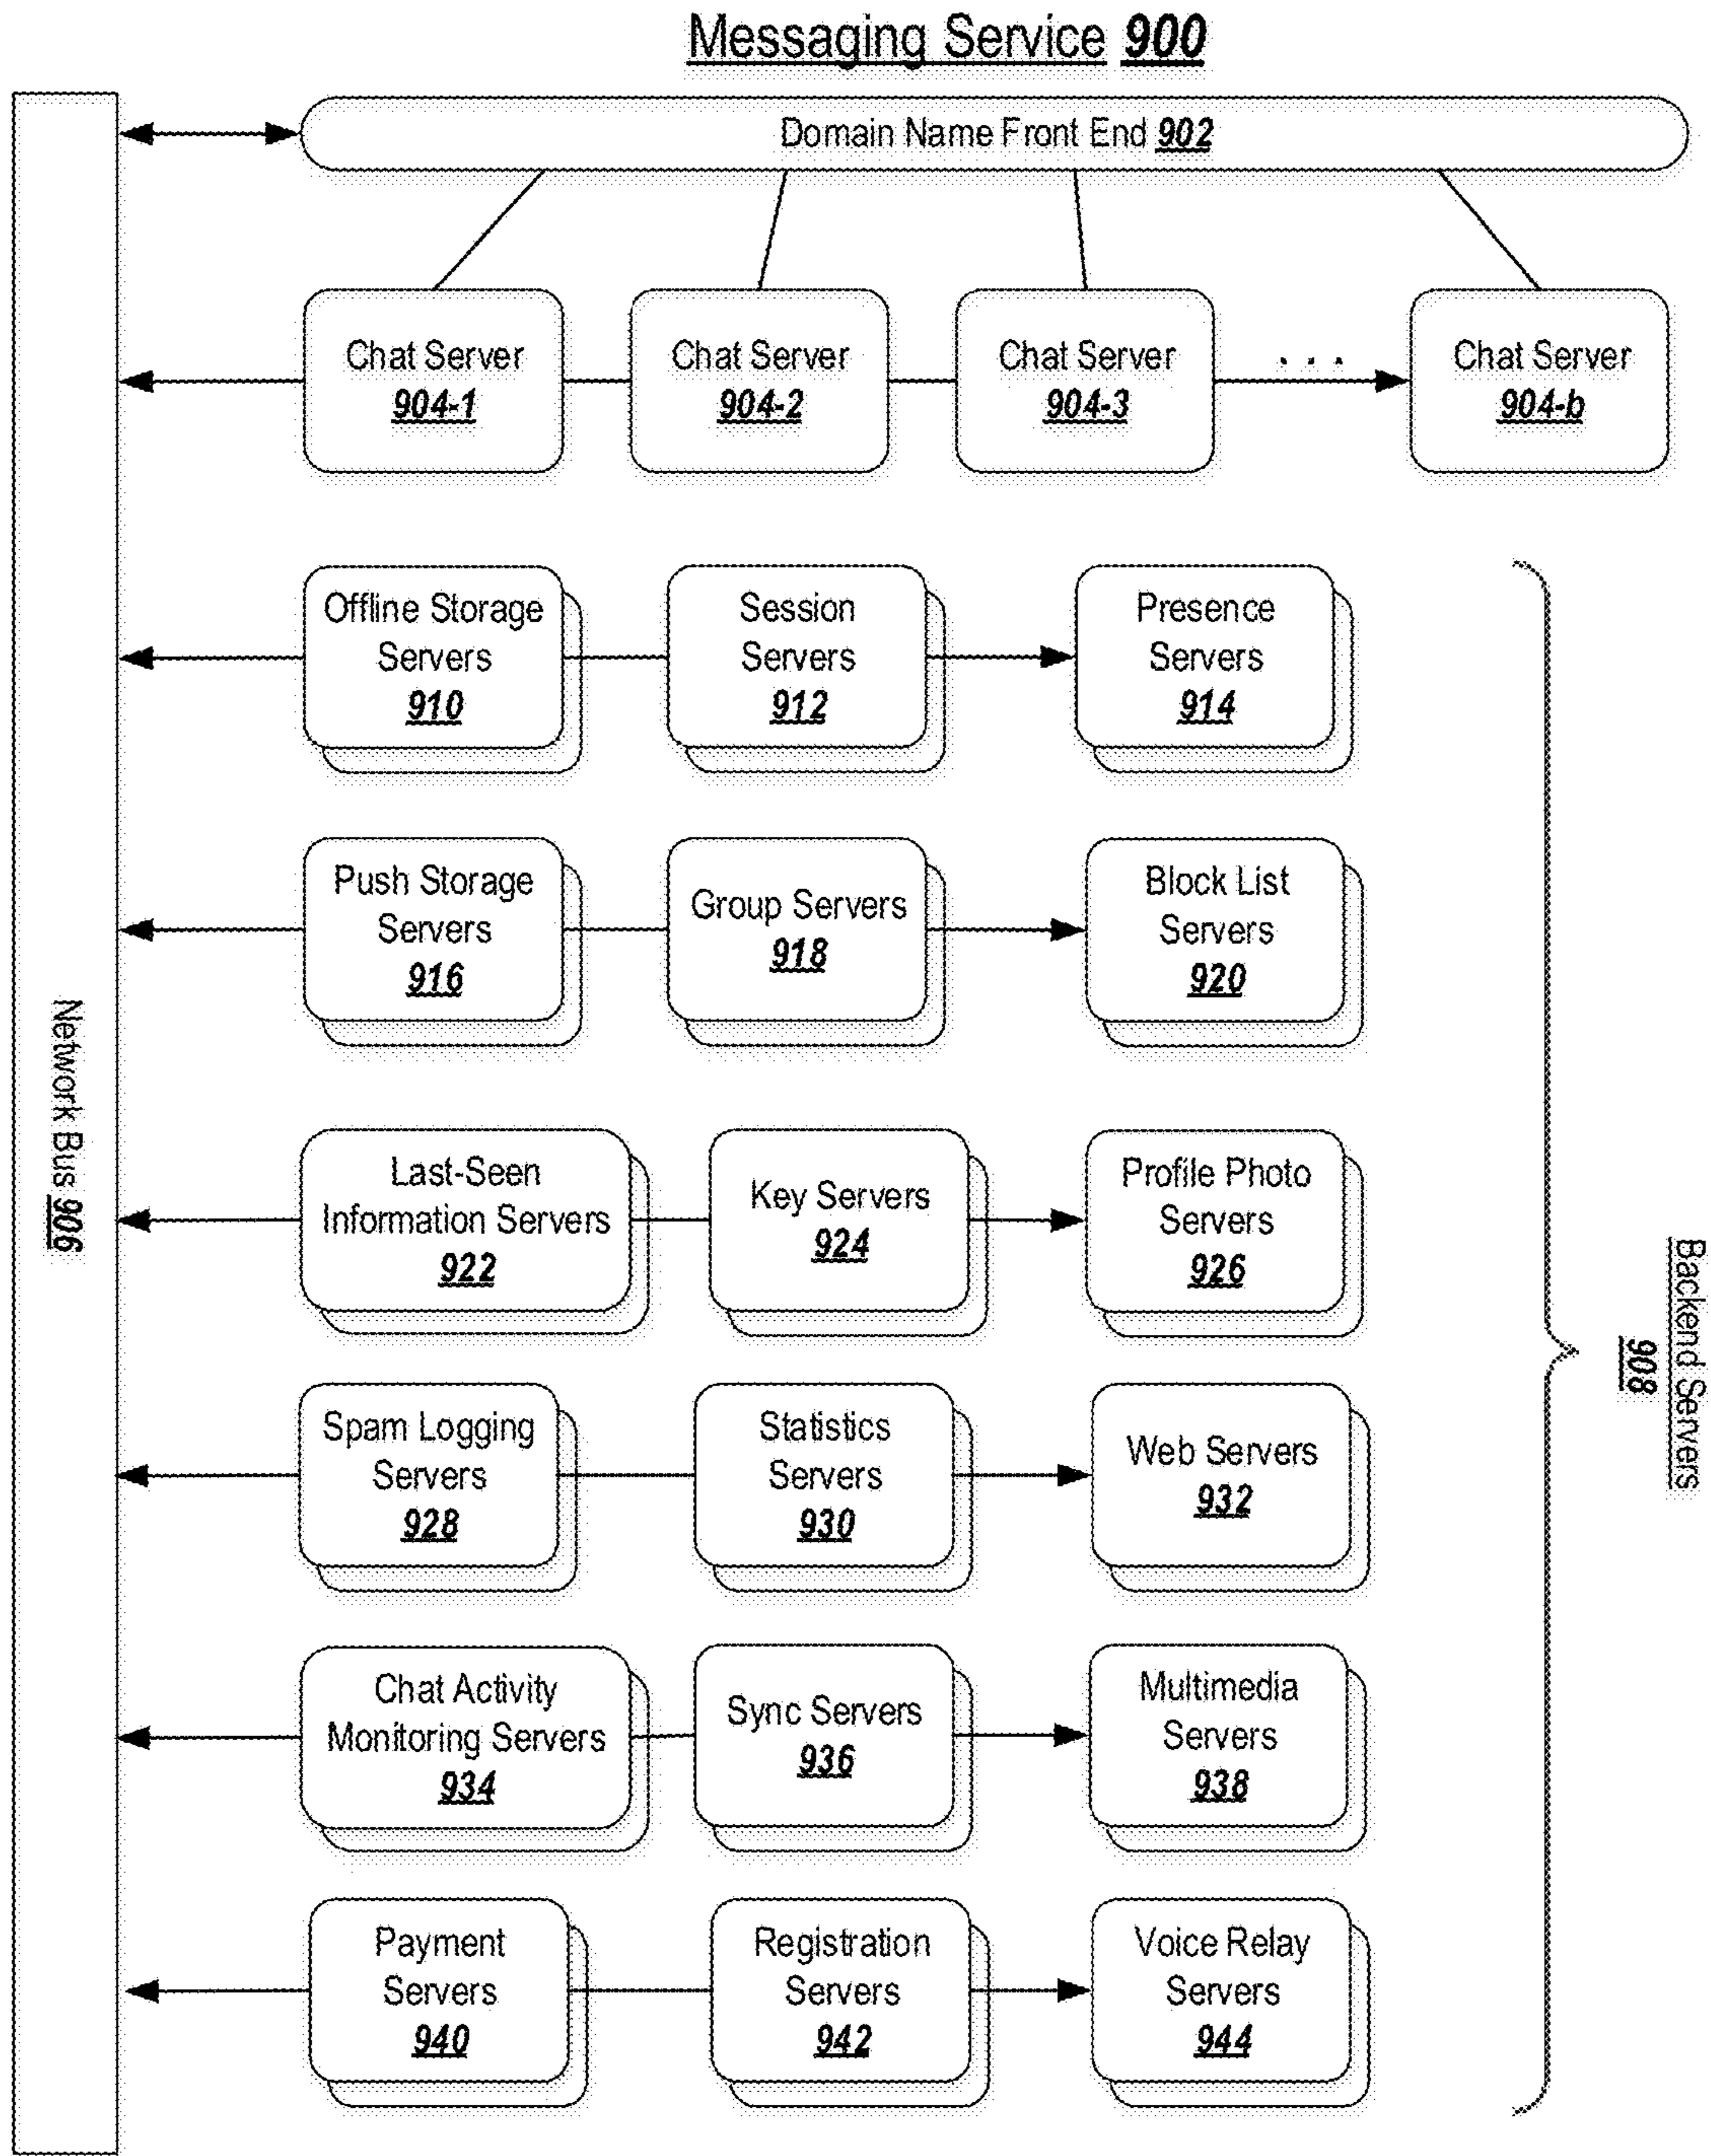 Messaging Service 900
Domain Name Front End 902
Chat Server
904-1
Chat Server
904-2
Chat Server
904-3
. . .
Chat Server
904-b
Offline Storage
Servers
910
Session
Servers
912
Presence
Servers
914
Push Storage
Servers
916
Group Servers
918
Block List
Servers
920
Network Bus 906
Last-Seen
Information Servers
922
Key Servers
924
Profile Photo
Servers
926
Backend Servers
908
Spam Logging
Servers
928
Statistics
Servers
930
Web Servers
932
Chat Activity
Monitoring Servers
934
Sync Servers
936
Multimedia
Servers
938
Payment
Servers
940
Registration
Servers
942
Voice Relay
Servers
944